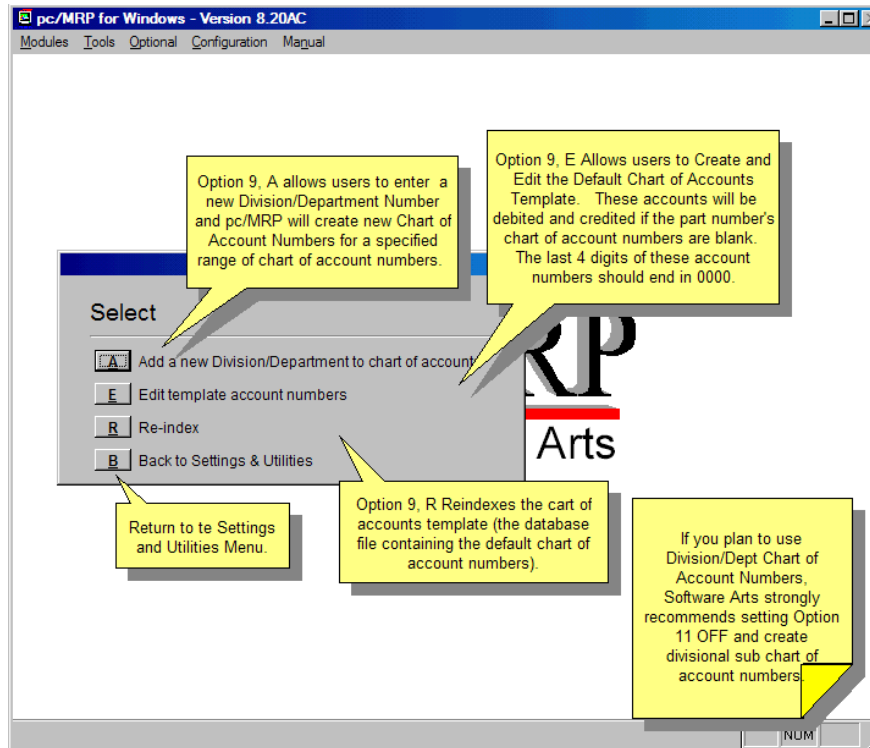 pc/MRP for Windows - Version 8.20AC
Modules Tools Optional Configuration Manual
Option 9, A allows users to enter a
new Division/Department Number
and pc/MRP will create new Chart of
Account Numbers for a specified
range of chart of account numbers.
Option 9, E Allows users to Create and
Edit the Default Chart of Accounts
Template. These accounts will be
debited and credited if the part number's
chart of account numbers are blank.
The last 4 digits of these account
numbers should end in 0000.
Select
A Add a new Division/Department to chart of account
E Edit template account numbers
R Re-index
B Back to Settings & Utilities
RP
Arts
Return to te Settings
and Utilities Menu.
Option 9, R Reindexes the cart of
accounts template (the database
file containing the default chart of
account numbers).
If you plan to use
Division/Dept Chart of
Account Numbers,
Software Arts strongly
recommends setting Option
11 OFF and create
divisional sub chart of
account numbers.
NUM